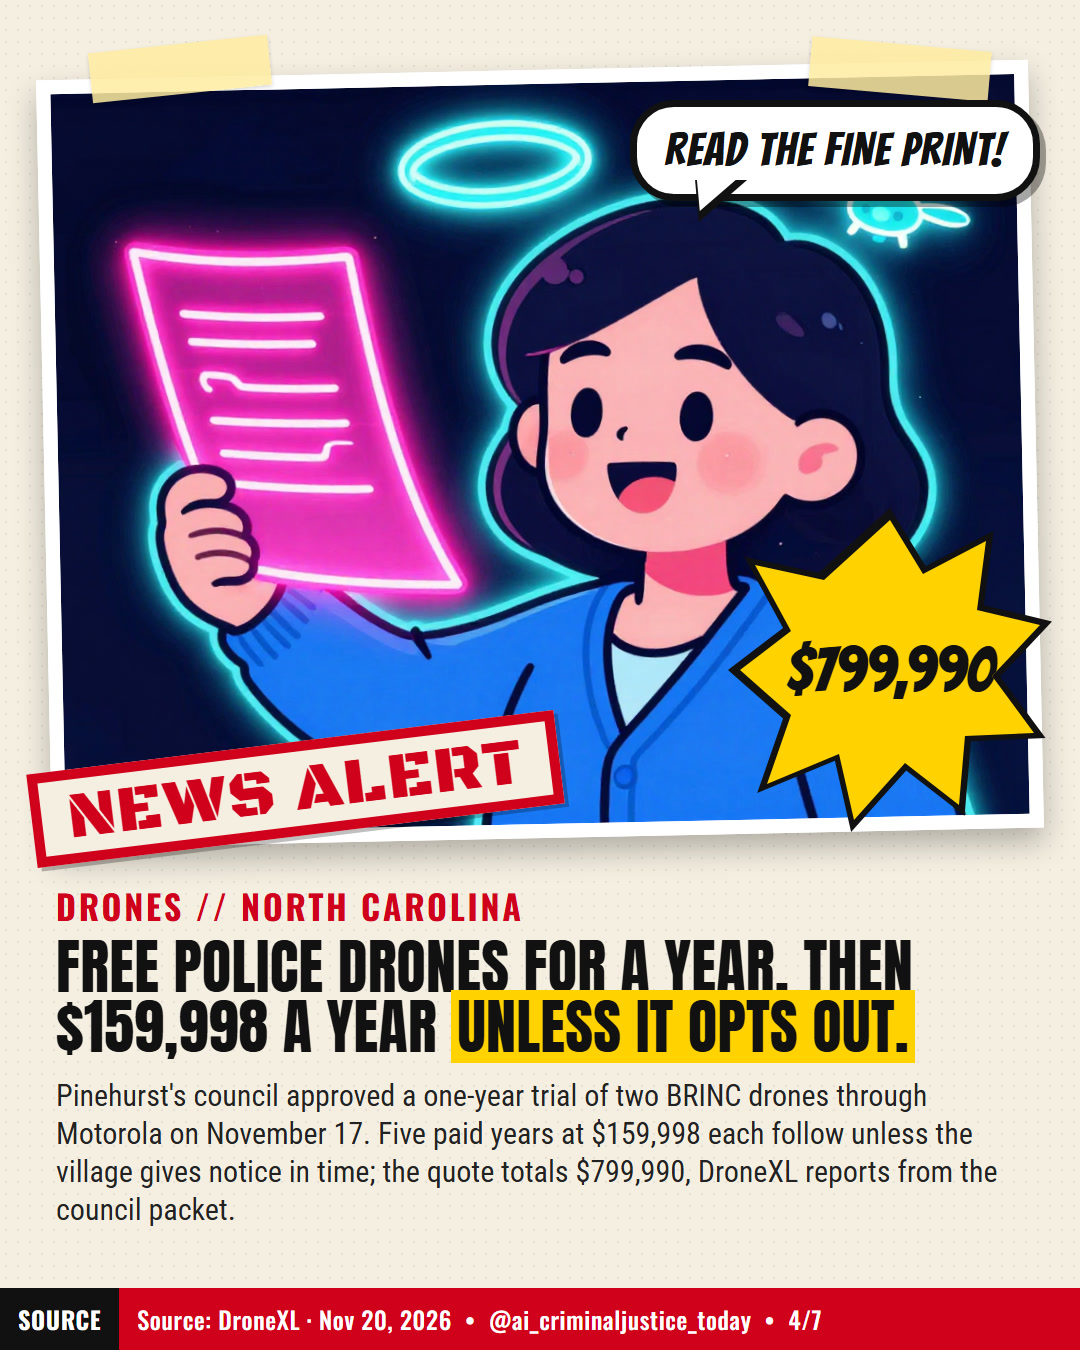 READ THE FINE PRINT!
$799,990
NEWS ALERT
DRONES // NORTH CAROLINA
FREE POLICE DRONES FOR A YEAR. THEN
$159,998 A YEAR UNLESS IT OPTS OUT.
Pinehurst's council approved a one-year trial of two BRINC drones through
Motorola on November 17. Five paid years at $159,998 each follow unless the
village gives notice in time; the quote totals $799,990, DroneXL reports from the
council packet.
SOURCE Source: DroneXL · Nov 20, 2026 • @ai_criminaljustice_today • 4/7